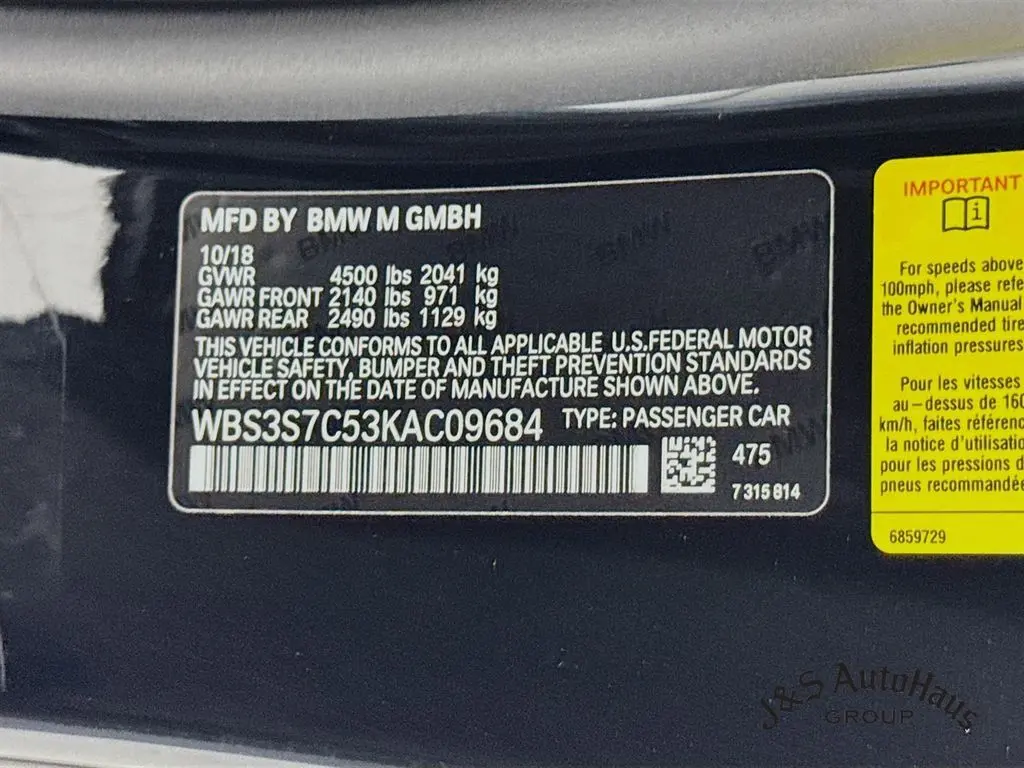 MFD BY BMW M GMBH
10/18
GVWR 4500 lbs 2041 kg
GAWR FRONT 2140 lbs 971 kg
GAWR REAR 2490 lbs 1129 kg
THIS VEHICLE CONFORMS TO ALL APPLICABLE U.S.FEDERAL MOTOR
VEHICLE SAFETY, BUMPER AND THEFT PREVENTION STANDARDS
IN EFFECT ON THE DATE OF MANUFACTURE SHOWN ABOVE.
WBS3S7C53KAC09684 TYPE: PASSENGER CAR
475
7 315 814
IMPORTANT
For speeds above
100mph, please refe
the Owner's Manual
recommended tire
inflation pressures
Pour les vitesses
au-dessus de 160
km/h, faites référenc
la notice d'utilisatio
pour les pressions d
pneus recommandée
6859729
J&S AutoHaus
GROUP